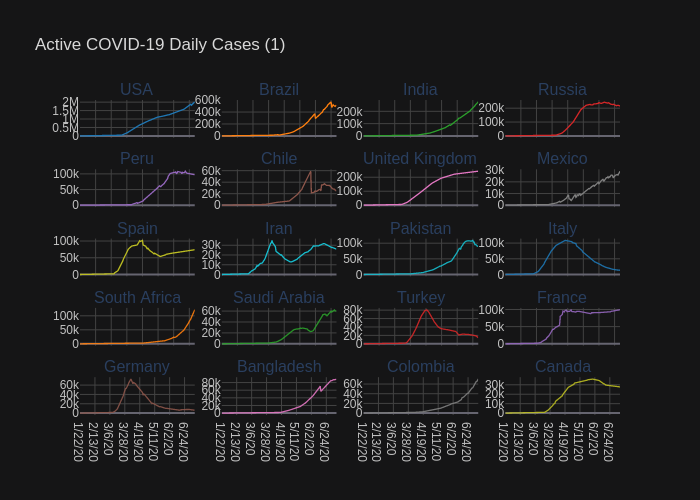 Active COVID-19 Daily Cases (1)
USA Brazil India Russia
2M 1.5M 1M 0.5M 0 600k 400k 200k 0 200k 100k 0 200k 100k 0
Peru Chile United Kingdom Mexico
100k 50k 0 60k 40k 20k 0 200k 100k 0 30k 20k 10k 0
Spain Iran Pakistan Italy
100k 50k 0 30k 20k 10k 0 100k 50k 0 100k 50k 0
South Africa Saudi Arabia Turkey France
100k 50k 0 60k 40k 20k 0 80k 60k 40k 20k 0 100k 50k 0
Germany Bangladesh Colombia Canada
60k 40k 20k 0 80k 60k 40k 20k 0 60k 40k 20k 0 30k 20k 10k 0
1/22/20 2/13/20 3/6/20 3/28/20 4/19/20 5/11/20 6/2/20 6/24/20 1/22/20 2/13/20 3/6/20 3/28/20 4/19/20 5/11/20 6/2/20 6/24/20 1/22/20 2/13/20 3/6/20 3/28/20 4/19/20 5/11/20 6/2/20 6/24/20 1/22/20 2/13/20 3/6/20 3/28/20 4/19/20 5/11/20 6/2/20 6/24/20